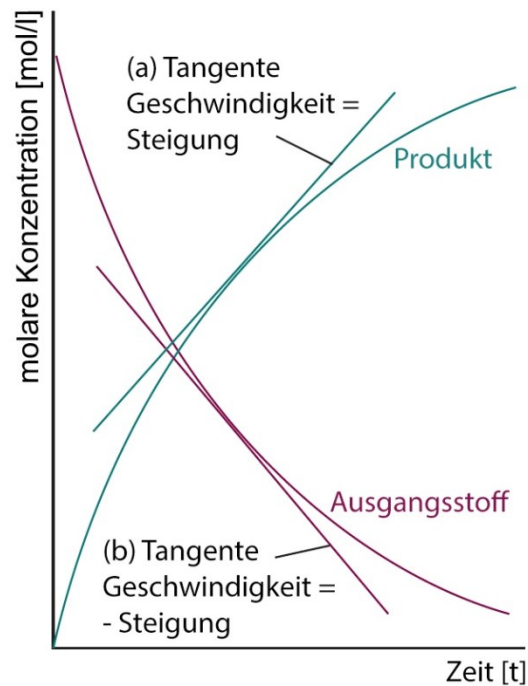 molare Konzentration [mol/l]
(a) Tangente
Geschwindigkeit =
Steigung
Produkt
Ausgangsstoff
(b) Tangente
Geschwindigkeit =
- Steigung
Zeit [t]